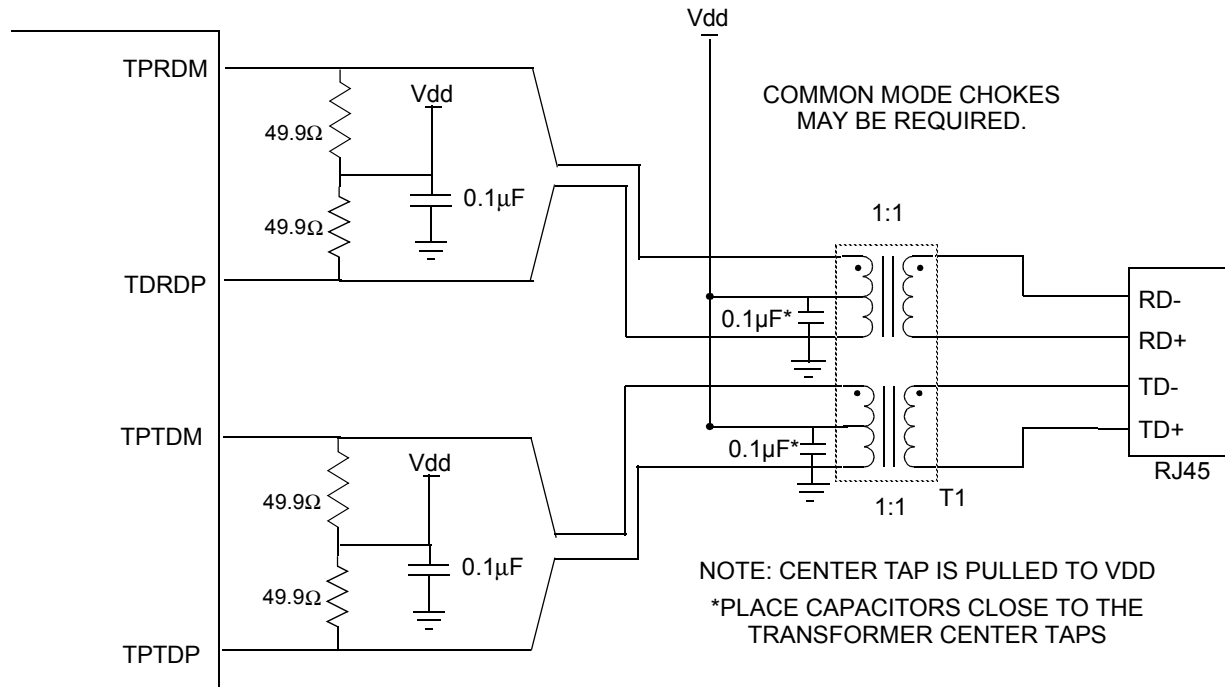 Vdd
TPRDM
COMMON MODE CHOKES
MAY BE REQUIRED.
Vdd
49.9Ω
0.1μF
49.9Ω
1:1
TDRDP
RD-
0.1µF*
RD+
TD-
TPTDM
TD+
0.1µF*
RJ45
Vdd
49.9Ω
T1
1:1
0.1μF
NOTE: CENTER TAP IS PULLED TO VDD
49.9Ω
*PLACE CAPACITORS CLOSE TO THE
TRANSFORMER CENTER TAPS
TPTDP